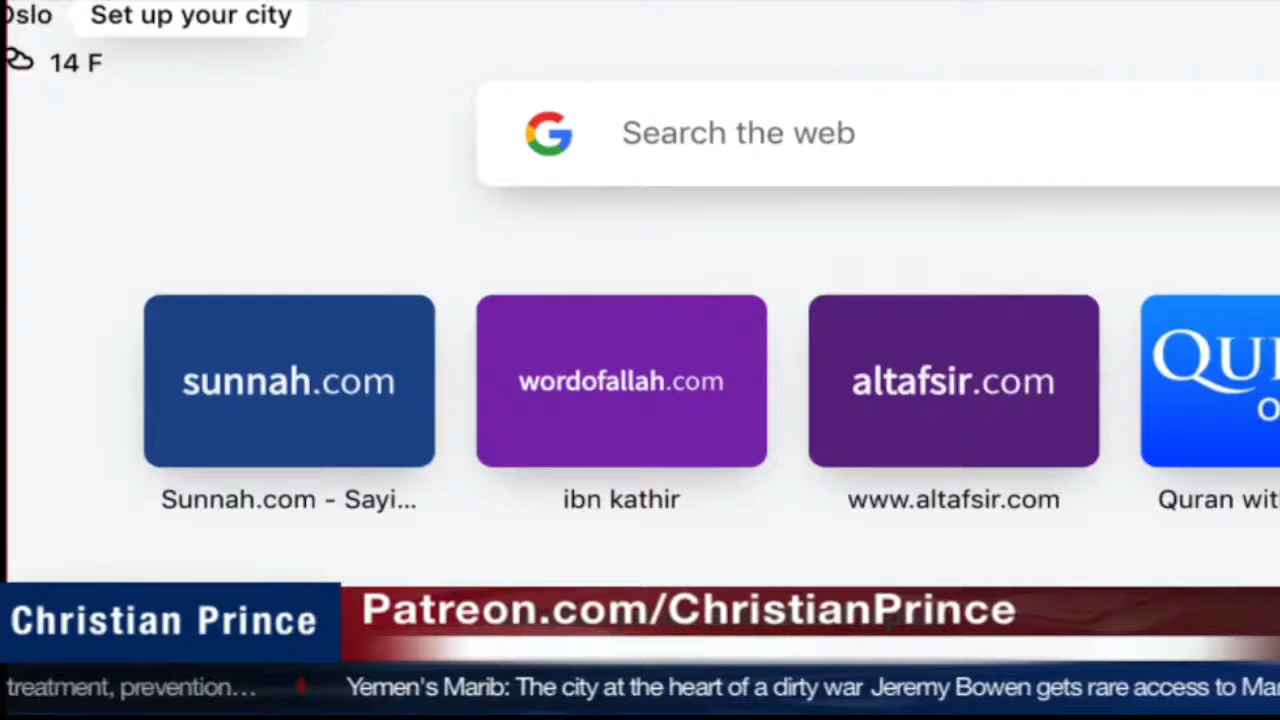 Oslo Set up your city
14 F
Search the web
sunnah.com wordofallah.com altafsir.com QU
Sunnah.com - Sayi... ibn kathir www.altafsir.com Quran wit
Christian Prince Patreon.com/ChristianPrince
treatment, prevention... Yemen's Marib: The city at the heart of a dirty war Jeremy Bowen gets rare access to Ma